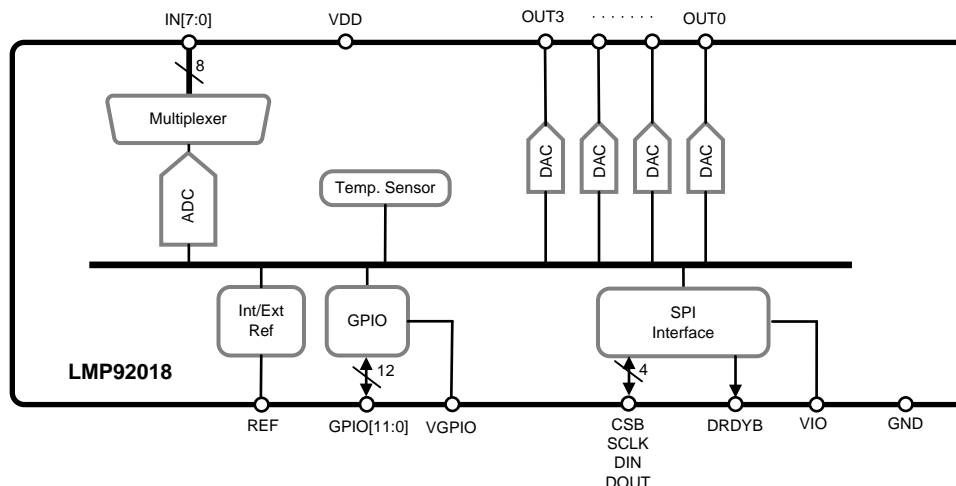 IN[7:0] VDD OUT3 . . . . . . . OUT0
8
Multiplexer
DAC DAC DAC DAC
Temp. Sensor
ADC
Int/Ext
Ref
GPIO
SPI
Interface
LMP92018
12
4
REF GPIO[11:0] VGPIO CSB DRDYB VIO GND
SCLK
DIN
DOUT